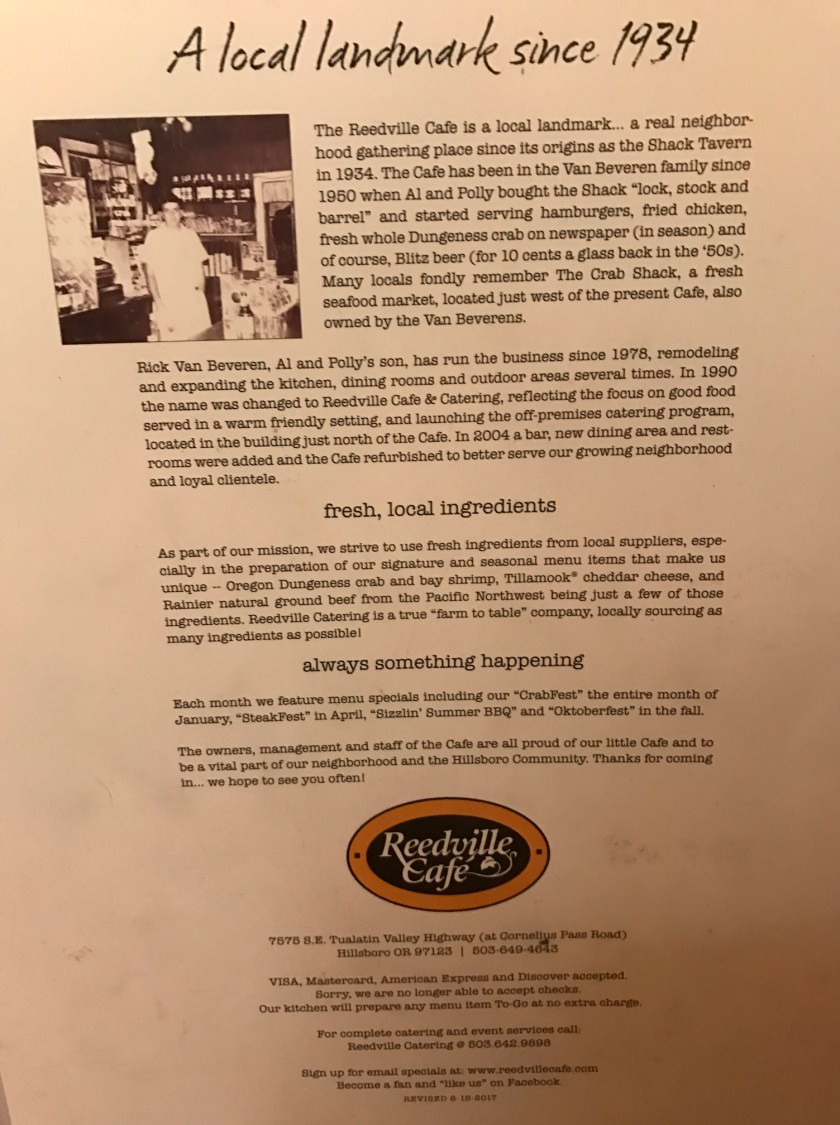 A local landmark since 1934
The Reedville Cafe is a local landmark... a real neighbor-
hood gathering place since its origins as the Shack Tavern
in 1934. The Cafe has been in the Van Beveren family since
1950 when Al and Polly bought the Shack "lock, stock and
barrel" and started serving hamburgers, fried chicken,
fresh whole Dungeness crab on newspaper (in season) and
of course, Blitz beer (for 10 cents a glass back in the '50s).
Many locals fondly remember The Crab Shack, a fresh
seafood market, located just west of the present Cafe, also
owned by the Van Beverens.
Rick Van Beveren, Al and Polly's son, has run the business since 1978, remodeling
and expanding the kitchen, dining rooms and outdoor areas several times. In 1990
the name was changed to Reedville Cafe & Catering, reflecting the focus on good food
served in a warm friendly setting, and launching the off-premises catering program,
located in the building just north of the Cafe. In 2004 a bar, new dining area and rest-
rooms were added and the Cafe refurbished to better serve our growing neighborhood
and loyal clientele.
fresh, local ingredients
As part of our mission, we strive to use fresh ingredients from local suppliers, espe-
cially in the preparation of our signature and seasonal menu items that make us
unique -- Oregon Dungeness crab and bay shrimp, Tillamook® cheddar cheese, and
Rainier natural ground beef from the Pacific Northwest being just a few of those
ingredients. Reedville Catering is a true "farm to table" company, locally sourcing as
many ingredients as possible!
always something happening
Each month we feature menu specials including our "CrabFest" the entire month of
January, "SteakFest" in April, "Sizzlin' Summer BBQ" and "Oktoberfest" in the fall.
The owners, management and staff of the Cafe are all proud of our little Cafe and to
be a vital part of our neighborhood and the Hillsboro Community. Thanks for coming
in... we hope to see you often!
Reedville
Café
7575 S.E. Tualatin Valley Highway (at Cornelius Pass Road)
Hillsboro OR 97123 | 503-649-4643
VISA, Mastercard, American Express and Discover accepted.
Sorry, we are no longer able to accept checks.
Our kitchen will prepare any menu item To-Go at no extra charge.
For complete catering and event services call:
Reedville Catering @ 503.642.9898
Sign up for email specials at: www.reedvillecafe.com
Become a fan and "like us" on Facebook.
REVISED 6-16-2017